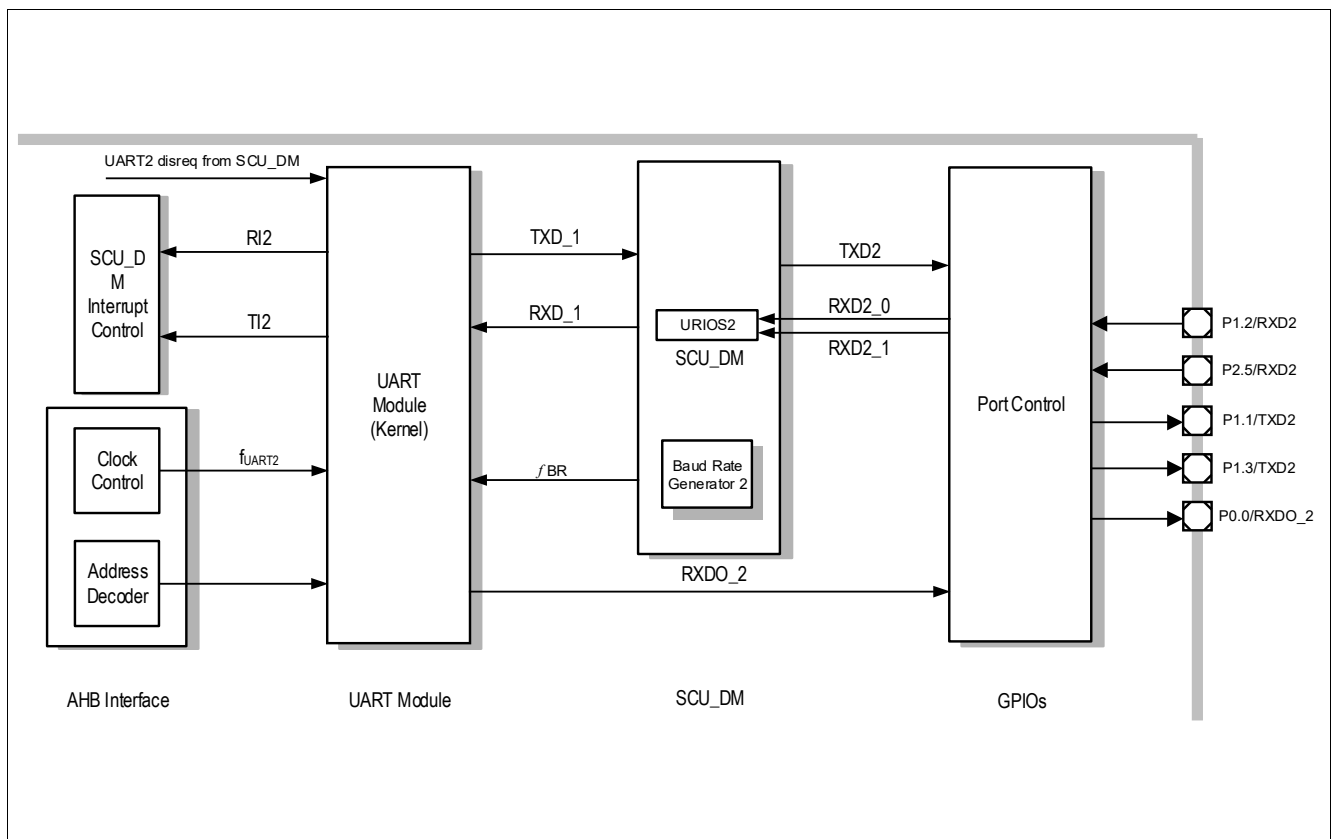 UART2 disreq from SCU_DM
SCU_D
M
Interrupt
Control
RI2
TI2
Clock
Control
fUART2
Address
Decoder
UART
Module
(Kernel)
TXD_1
RXD_1
f BR
RXDO_2
URIOS2
SCU_DM
Baud Rate
Generator 2
TXD2
RXD2_0
RXD2_1
Port Control
P1.2/RXD2
P2.5/RXD2
P1.1/TXD2
P1.3/TXD2
P0.0/RXDO_2
AHB Interface
UART Module
SCU_DM
GPIOs